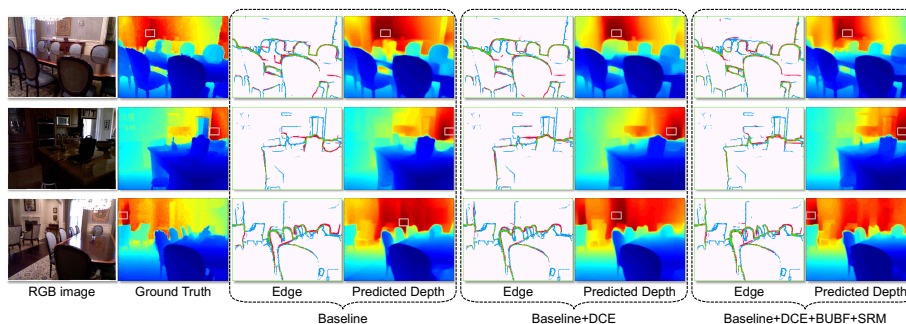 RGB image Ground Truth Edge Predicted Depth Edge Predicted Depth Edge Predicted Depth
Baseline Baseline+DCE Baseline+DCE+BUBF+SRM